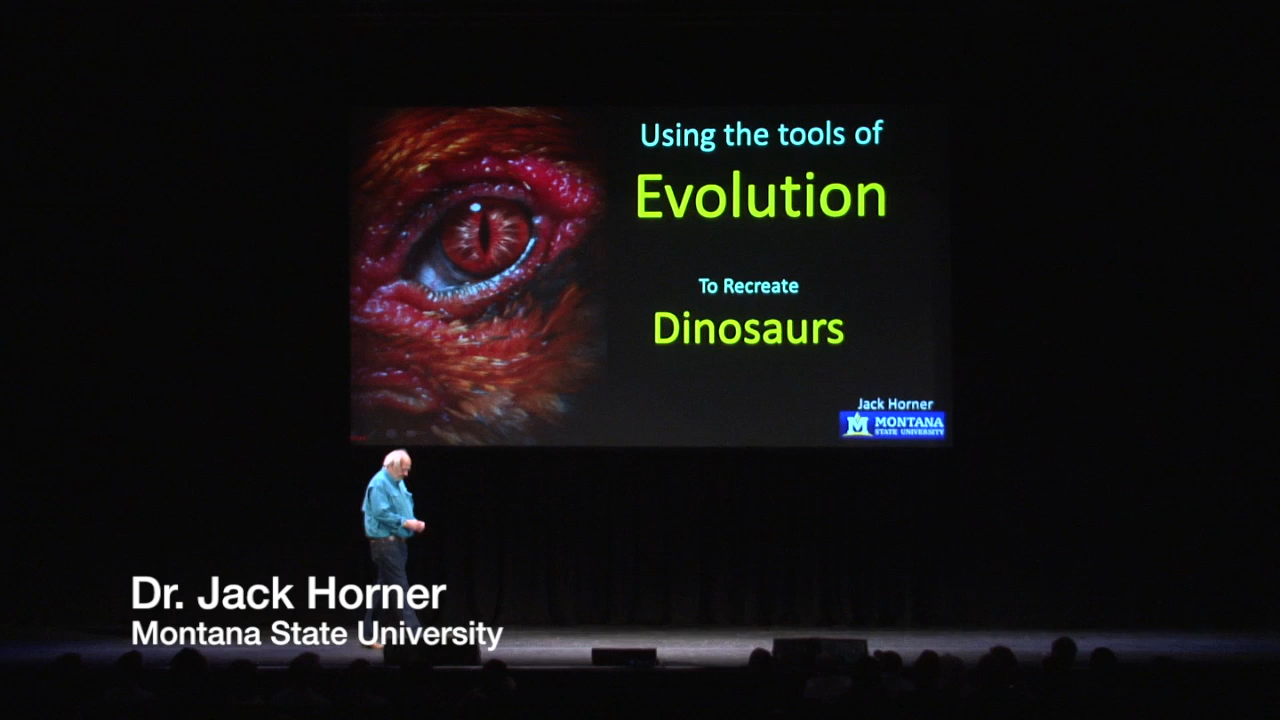 Using the tools of
Evolution
To Recreate
Dinosaurs
Jack Horner
MONTANA
STATE UNIVERSITY
Dr. Jack Horner
Montana State University